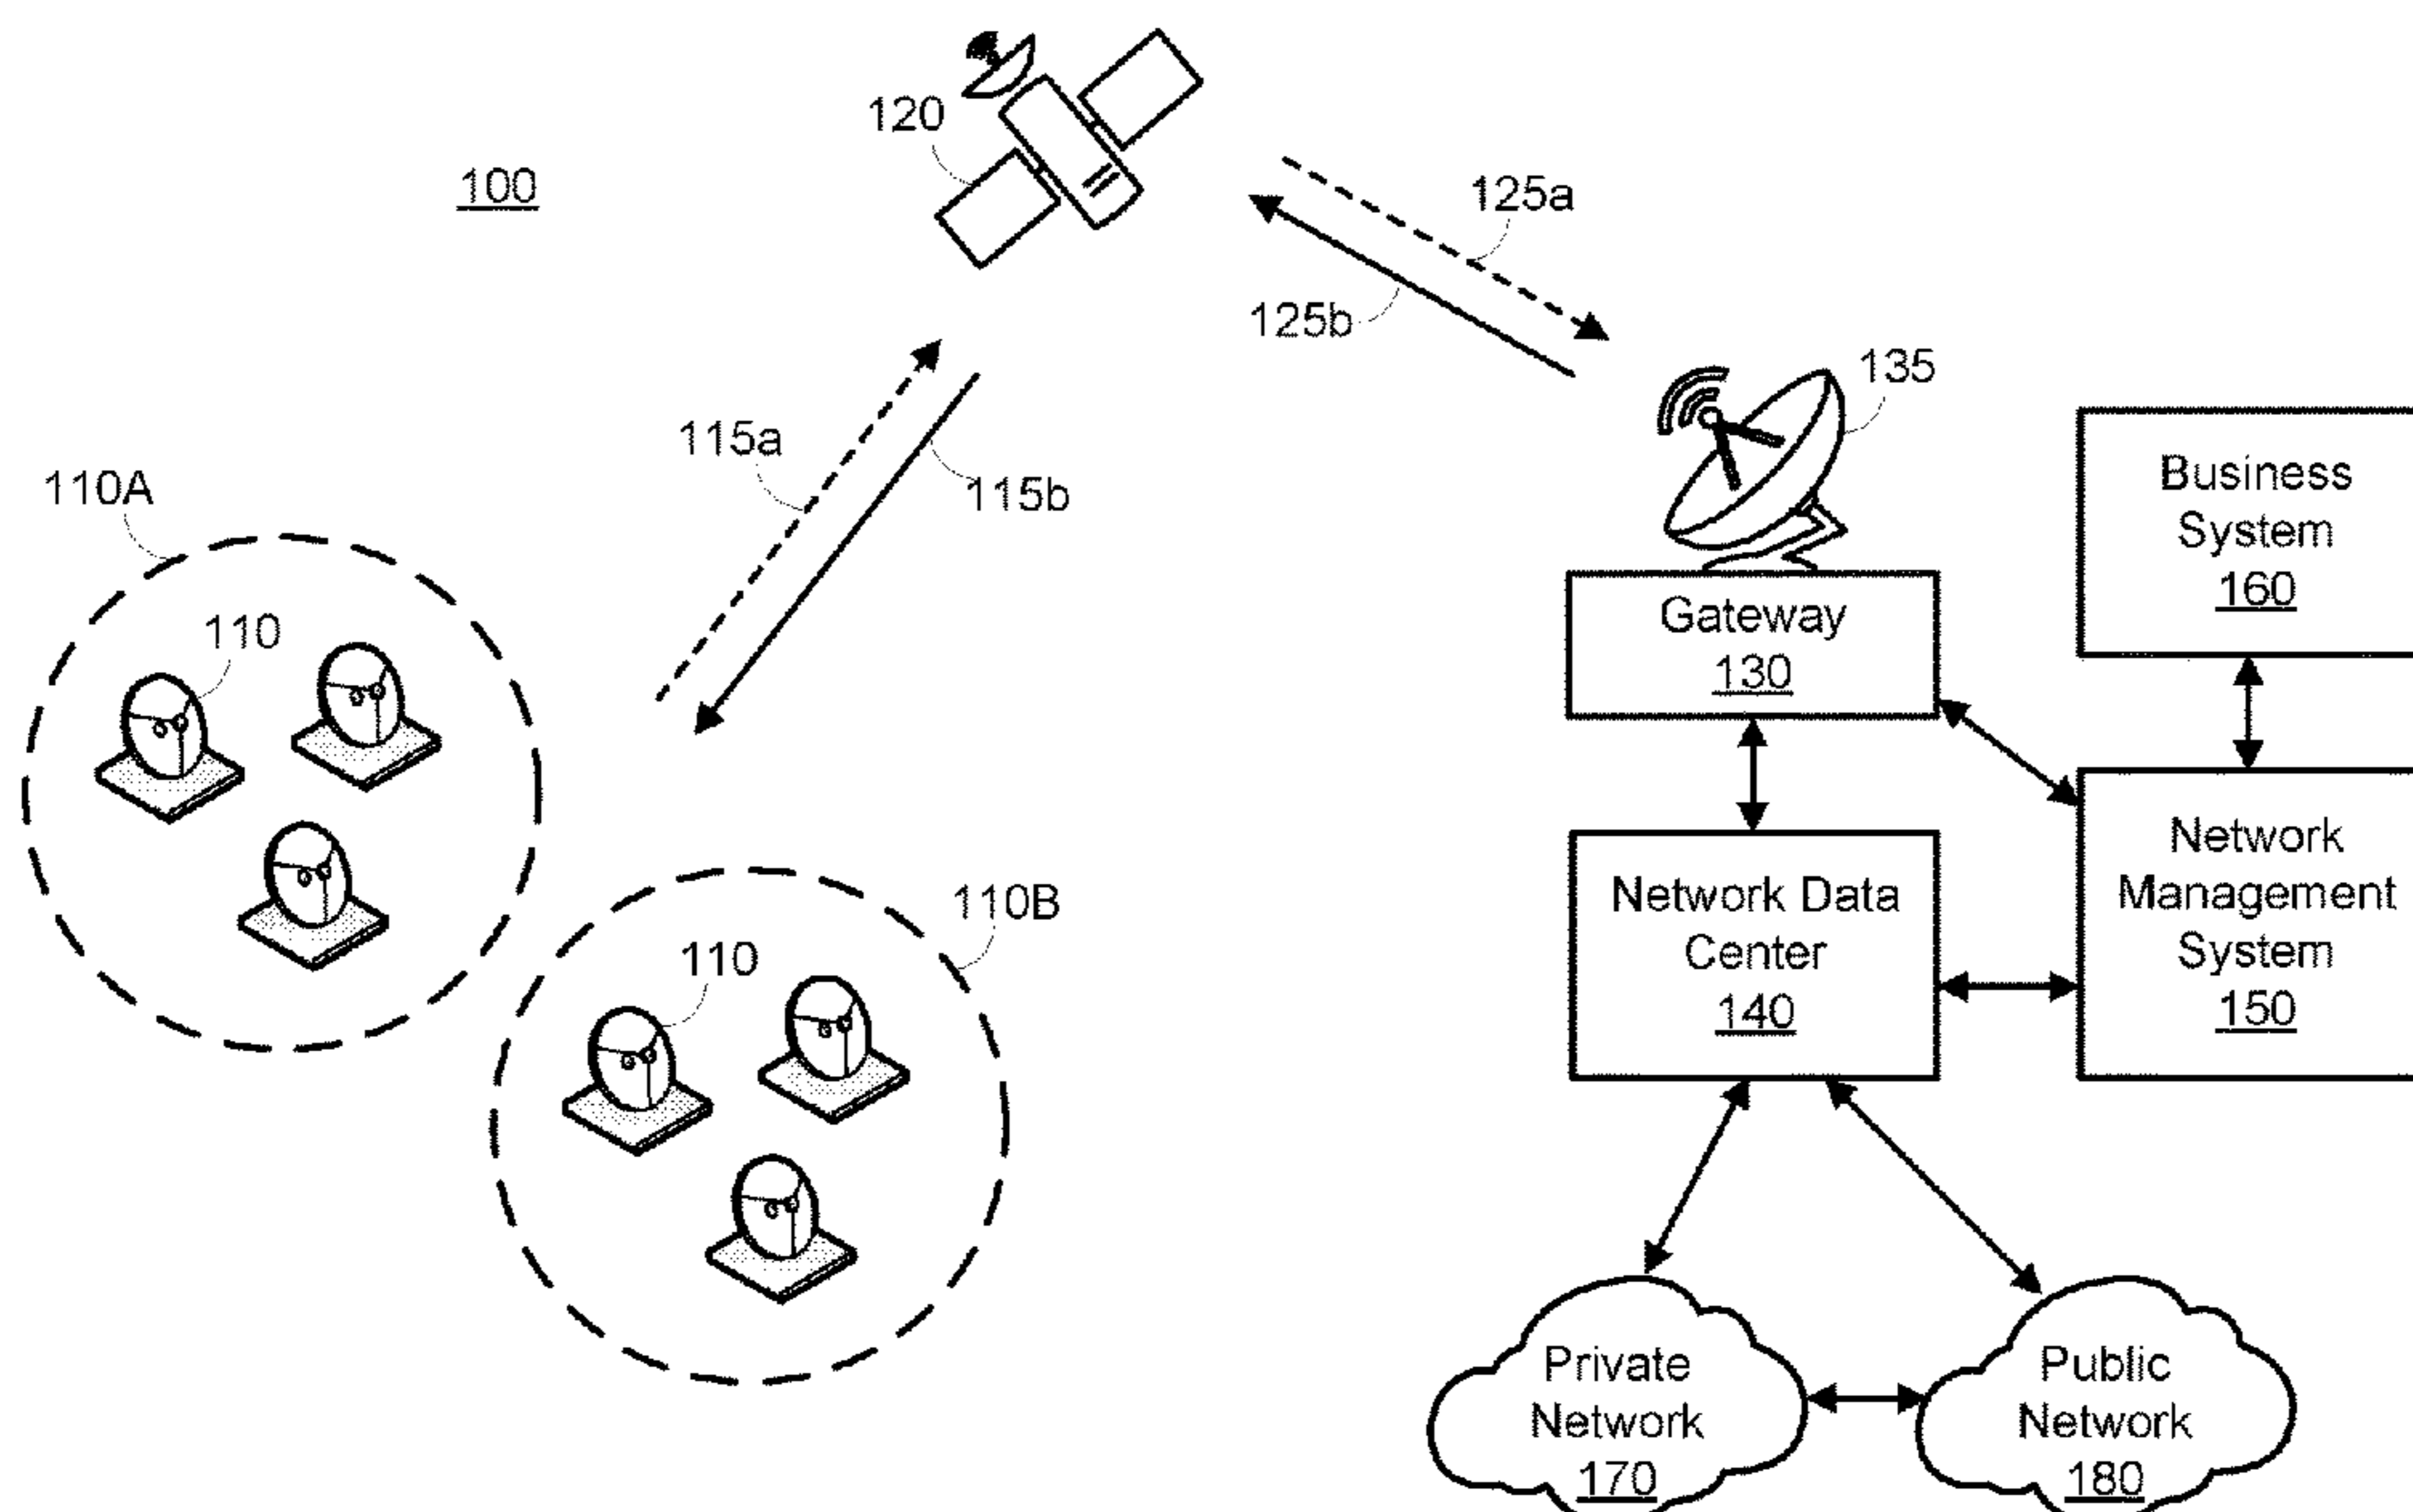 120
100
125a
125b
135
115a
115b
110A
110
110B
110
Business
System
160
Gateway
130
Network Data
Center
140
Network
Management
System
150
Private
Network
170
Public
Network
180